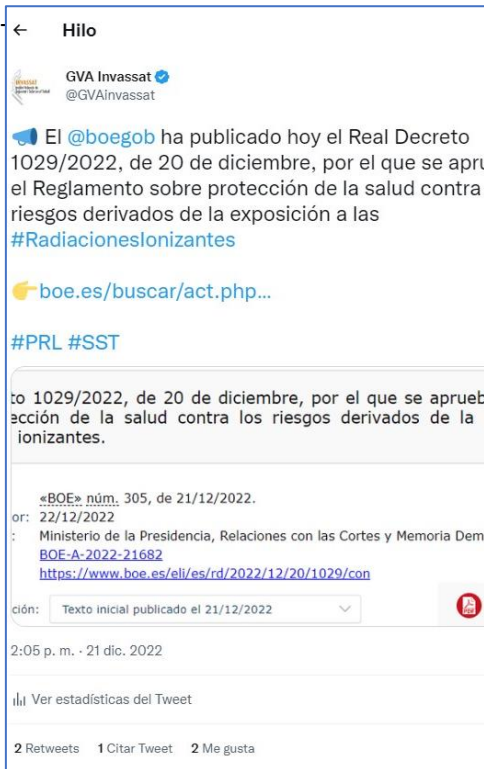 Hilo
GVA Invassat
@GVAinvassat
El @boegob ha publicado hoy el Real Decreto
1029/2022, de 20 de diciembre, por el que se apru
el Reglamento sobre protección de la salud contra
riesgos derivados de la exposición a las
#RadiacionesIonizantes
boe.es/buscar/act.php...
#PRL #SST
to 1029/2022, de 20 de diciembre, por el que se aprueb
ección de la salud contra los riesgos derivados de la
ionizantes.
«BOE» núm. 305, de 21/12/2022.
or: 22/12/2022
: Ministerio de la Presidencia, Relaciones con las Cortes y Memoria Dem
BOE-A-2022-21682
https://www.boe.es/eli/es/rd/2022/12/20/1029/con
ción: Texto inicial publicado el 21/12/2022
PDF
2:05 p. m. · 21 dic. 2022
Ver estadísticas del Tweet
2 Retweets 1 Citar Tweet 2 Me gusta